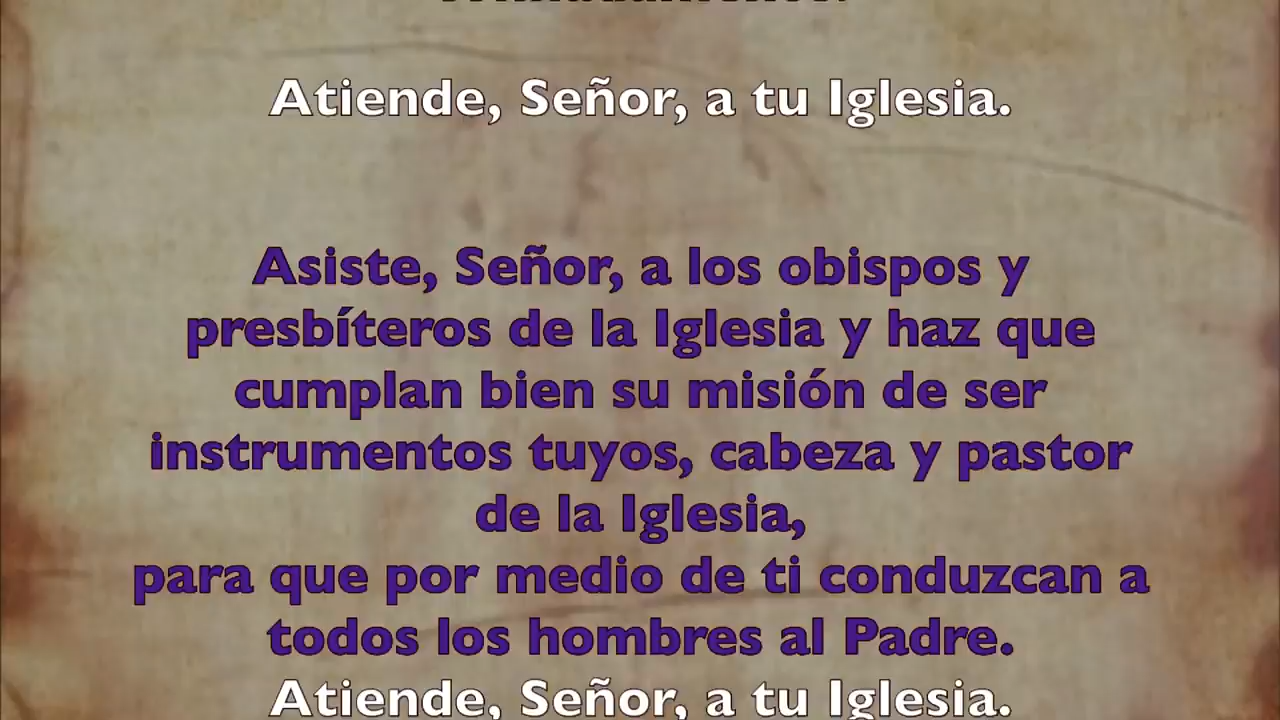 Atiende, Señor, a tu Iglesia.
Asiste, Señor, a los obispos y
presbíteros de la Iglesia y haz que
cumplan bien su misión de ser
instrumentos tuyos, cabeza y pastor
de la Iglesia,
para que por medio de ti conduzcan a
todos los hombres al Padre.
Atiende, Señor, a tu Iglesia.